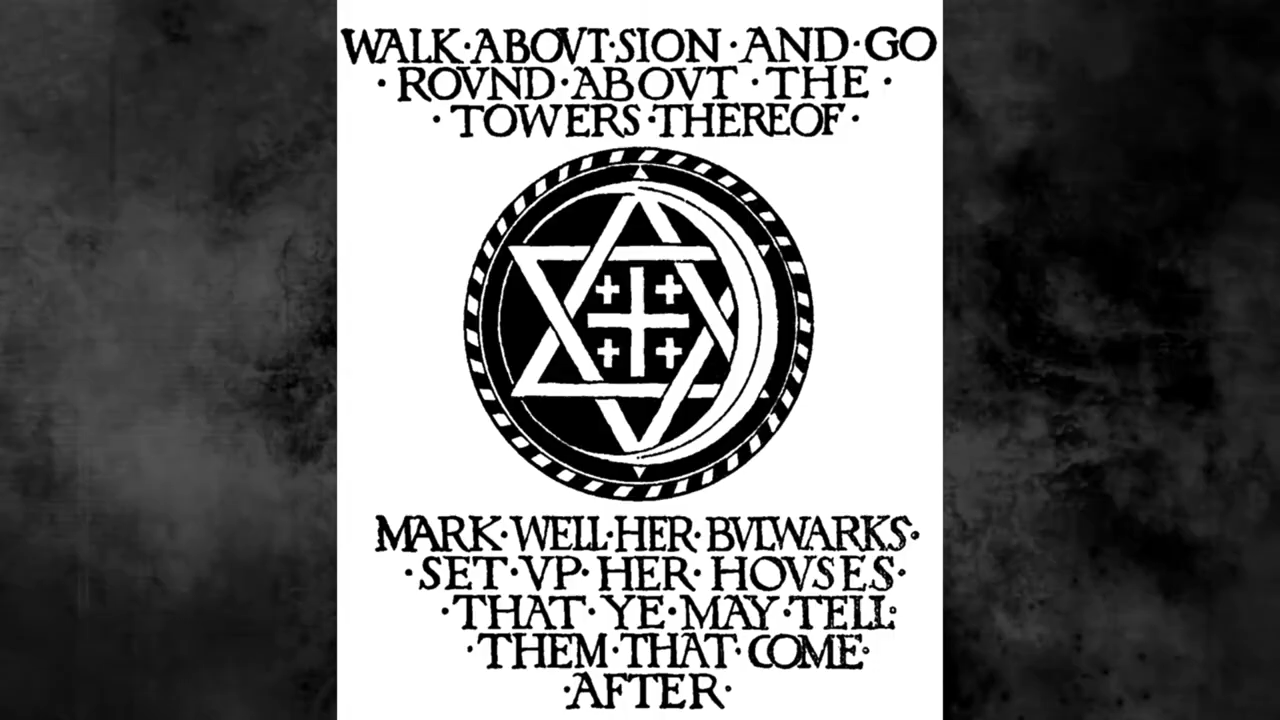 WALK·ABOVT·SION·AND·GO
·ROVND·ABOVT·THE·
·TOWERS·THEREOF·
MARK·WELL·HER·BVLWARKS·
·SET·VP·HER·HOVSES·
·THAT·YE·MAY·TELL·
·THEM·THAT·COME·
·AFTER·